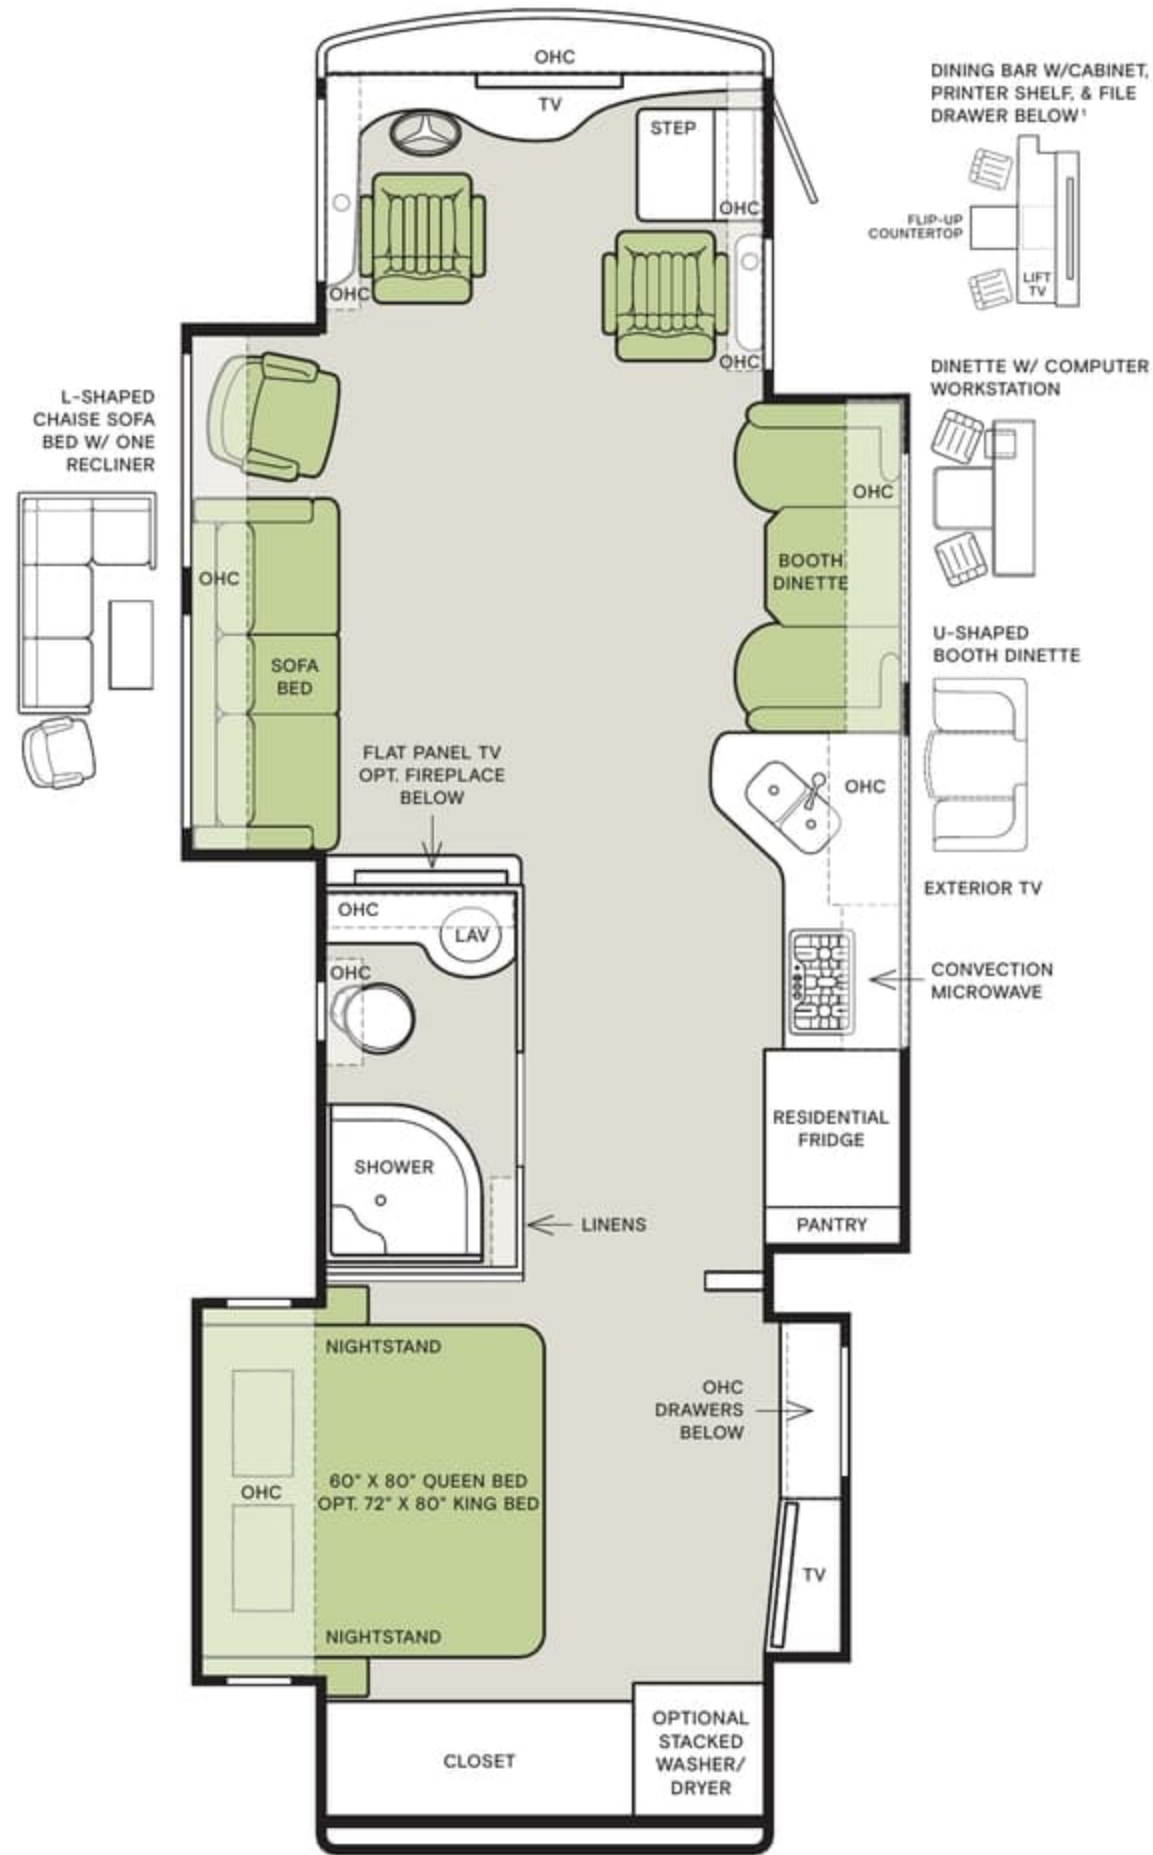 OHC
TV
STEP
OHC
OHC
OHC
DINING BAR W/CABINET,
PRINTER SHELF, & FILE
DRAWER BELOW¹
FLIP-UP
COUNTERTOP
LIFT
TV
DINETTE W/ COMPUTER
WORKSTATION
L-SHAPED
CHAISE SOFA
BED W/ ONE
RECLINER
OHC
BOOTH
DINETTE
OHC
SOFA
BED
U-SHAPED
BOOTH DINETTE
FLAT PANEL TV
OPT. FIREPLACE
BELOW
OHC
EXTERIOR TV
OHC
LAV
OHC
CONVECTION
MICROWAVE
RESIDENTIAL
FRIDGE
SHOWER
LINENS
PANTRY
NIGHTSTAND
OHC
DRAWERS
BELOW
60" X 80" QUEEN BED
OPT. 72" X 80" KING BED
OHC
TV
NIGHTSTAND
CLOSET
OPTIONAL
STACKED
WASHER/
DRYER